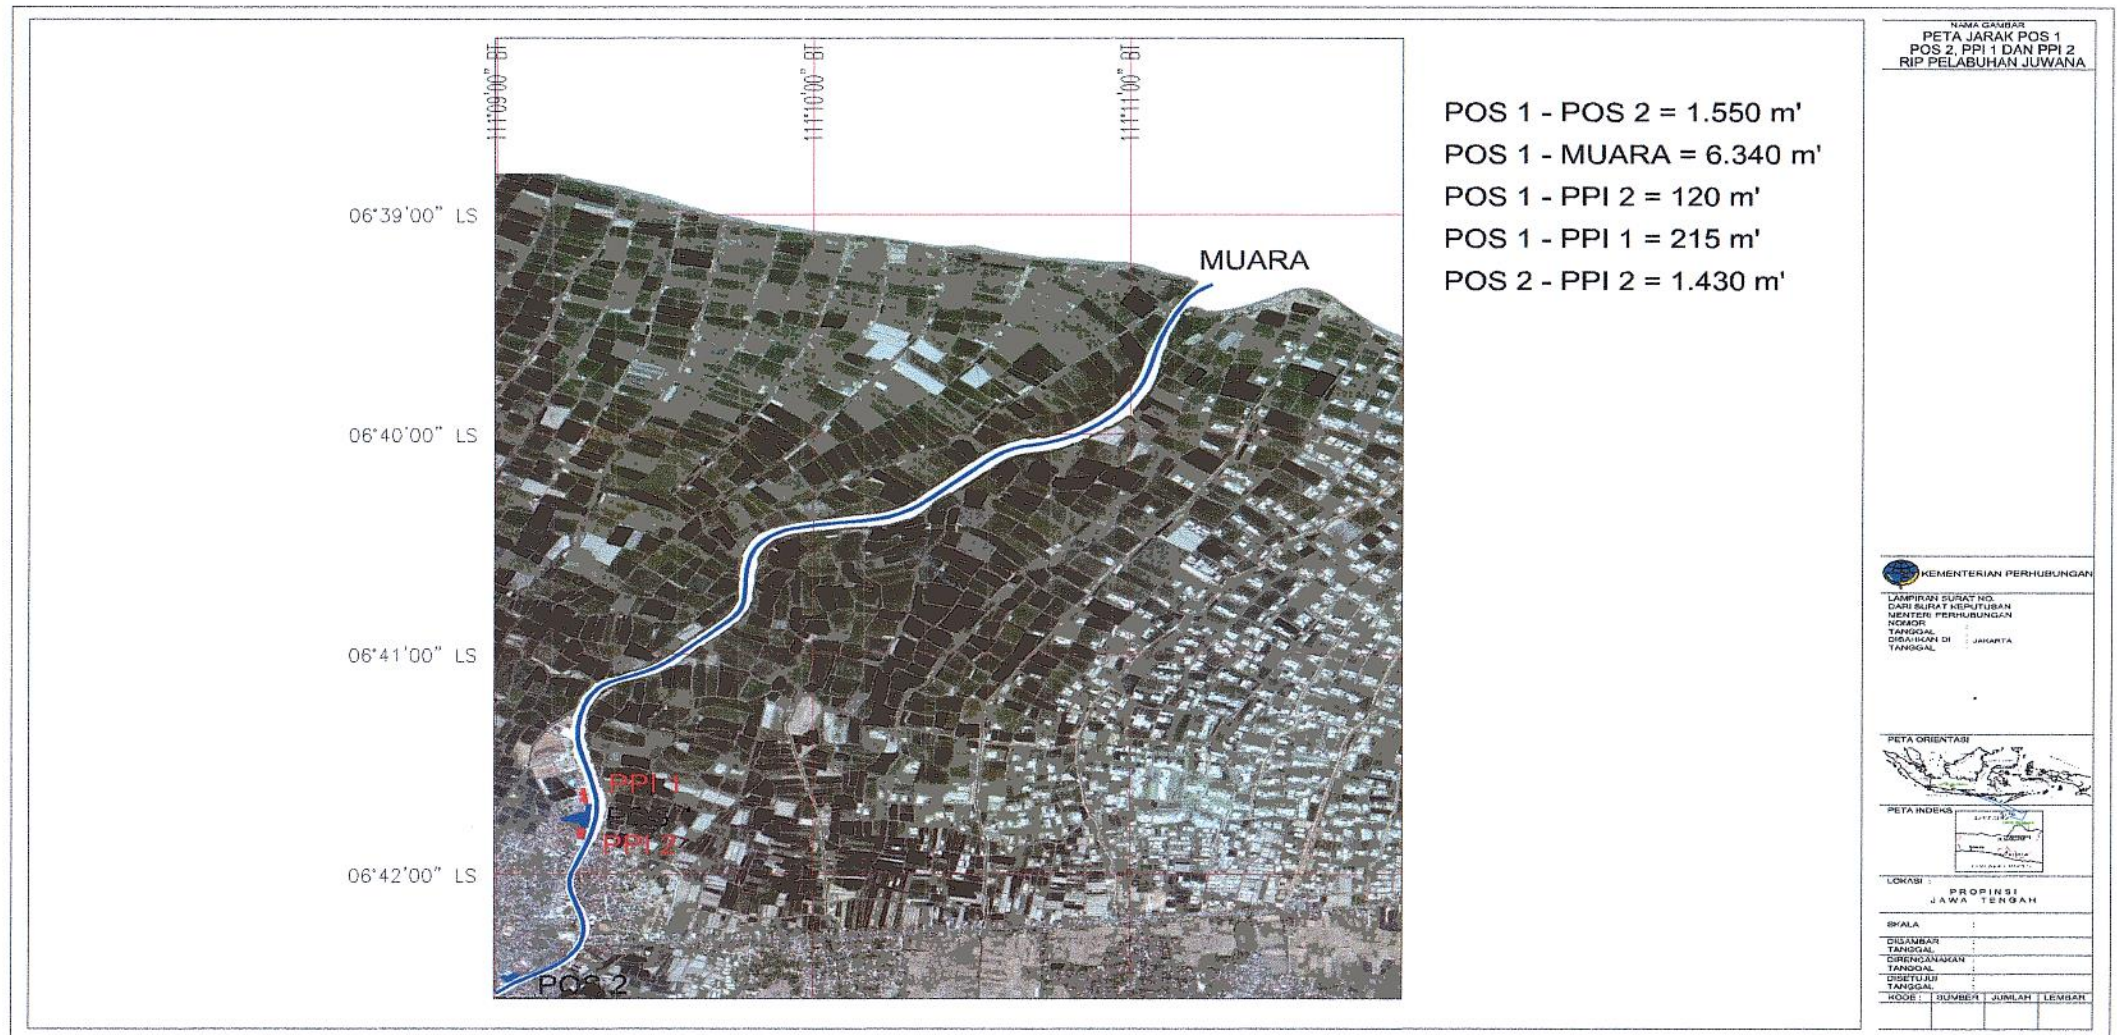 111°09'00" BT
111°10'00" BT
111°11'00" BT
06°39'00" LS
06°40'00" LS
06°41'00" LS
06°42'00" LS
MUARA
PPI 1
PPI 2
POS 2
POS 1 - POS 2 = 1.550 m'
POS 1 - MUARA = 6.340 m'
POS 1 - PPI 2 = 120 m'
POS 1 - PPI 1 = 215 m'
POS 2 - PPI 2 = 1.430 m'
NAMA GAMBAR
PETA JARAK POS 1
POS 2, PPI 1 DAN PPI 2
RIP PELABUHAN JUWANA
KEMENTERIAN PERHUBUNGAN
LAMPIRAN SURAT NO.
DARI SURAT KEPUTUSAN
MENTERI PERHUBUNGAN
NOMOR :
TANGGAL :
DISAHKAN DI : JAKARTA
TANGGAL :
PETA ORIENTASI
PETA INDEKS
LOKASI :
PROPINSI
JAWA TENGAH
SKALA :
DIGAMBAR :
TANGGAL :
DIRENCANAKAN :
TANGGAL :
DISETUJUI :
TANGGAL :
KODE : SUMBER JUMLAH LEMBAR